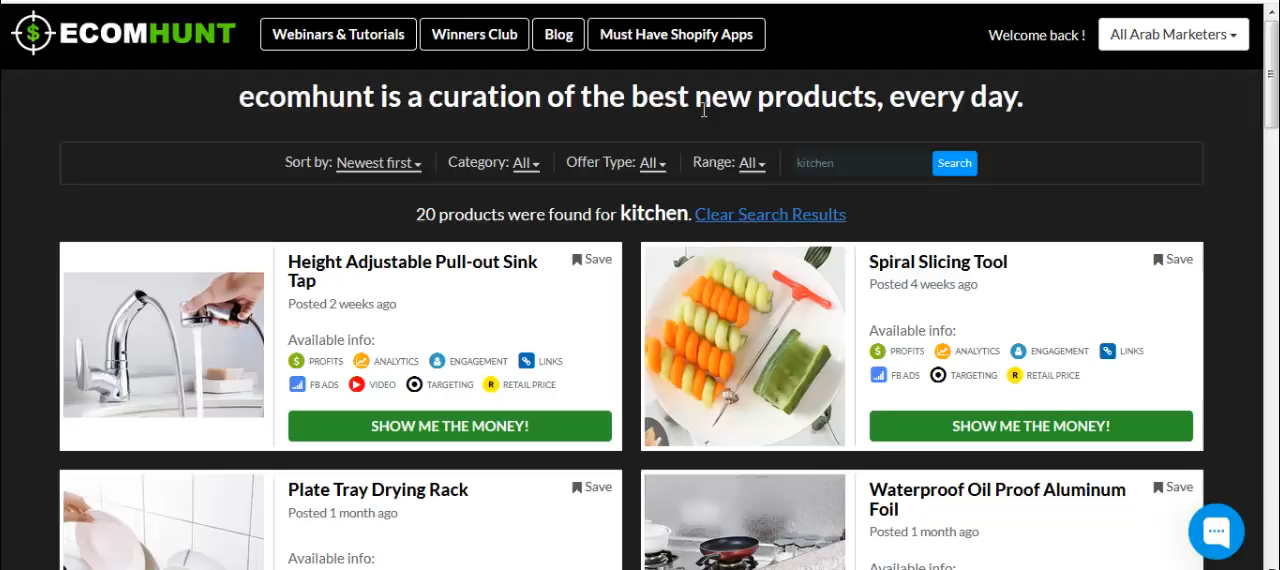 ECOMHUNT Webinars & Tutorials Winners Club Blog Must Have Shopify Apps Welcome back ! All Arab Marketers
ecomhunt is a curation of the best new products, every day.
Sort by: Newest first Category: All Offer Type: All Range: All kitchen Search
20 products were found for kitchen. Clear Search Results
Height Adjustable Pull-out Sink Tap
Save
Posted 2 weeks ago
Available info:
PROFITS ANALYTICS ENGAGEMENT LINKS
FB ADS VIDEO TARGETING R RETAIL PRICE
SHOW ME THE MONEY!
Spiral Slicing Tool
Save
Posted 4 weeks ago
Available info:
PROFITS ANALYTICS ENGAGEMENT LINKS
FB ADS TARGETING R RETAIL PRICE
SHOW ME THE MONEY!
Plate Tray Drying Rack
Save
Posted 1 month ago
Available info:
Waterproof Oil Proof Aluminum Foil
Save
Posted 1 month ago
Available info: